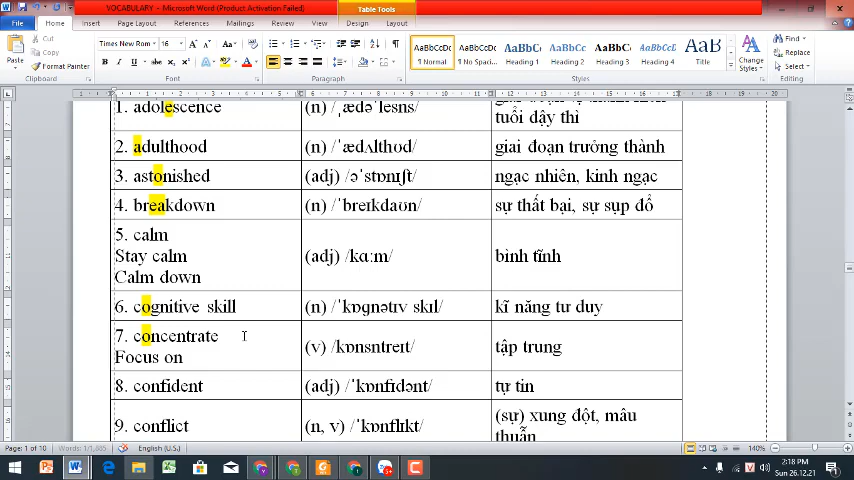 VOCABULARY – Microsoft Word (Product Activation Failed)
Table Tools
File
Home
Insert
Page Layout
References
Mailings
Review
View
Design
Layout
Paste
Cut
Copy
Format Painter
Clipboard
Times New Rom
16
Font
Paragraph
AaBbCcDc
¶ Normal
AaBbCcDc
¶ No Spaci...
AaBbCc
Heading 1
AaBbCc
Heading 2
AaBbCc
Heading 3
AaBbCcDc
Heading 4
AaB
Title
Change Styles
Styles
Find
Replace
Select
Editing
1. adolescence
(n) /ˌædəˈlesns/
tuổi dậy thì
2. adulthood
(n) /ˈædʌlthʊd/
giai đoạn trưởng thành
3. astonished
(adj) /əˈstɒnɪʃt/
ngạc nhiên, kinh ngạc
4. breakdown
(n) /ˈbreɪkdaʊn/
sự thất bại, sự sụp đổ
5. calm
Stay calm
Calm down
(adj) /kɑːm/
bình tĩnh
6. cognitive skill
(n) /ˈkɒɡnətɪv skɪl/
kĩ năng tư duy
7. concentrate
Focus on
(v) /kɒnsntreɪt/
tập trung
8. confident
(adj) /ˈkɒnfɪdənt/
tự tin
9. conflict
(n, v) /ˈkɒnflɪkt/
(sự) xung đột, mâu
thuẫn
Page: 1 of 10
Words: 1/1,885
English (U.S.)
140%
2:18 PM
Sun 26.12.21